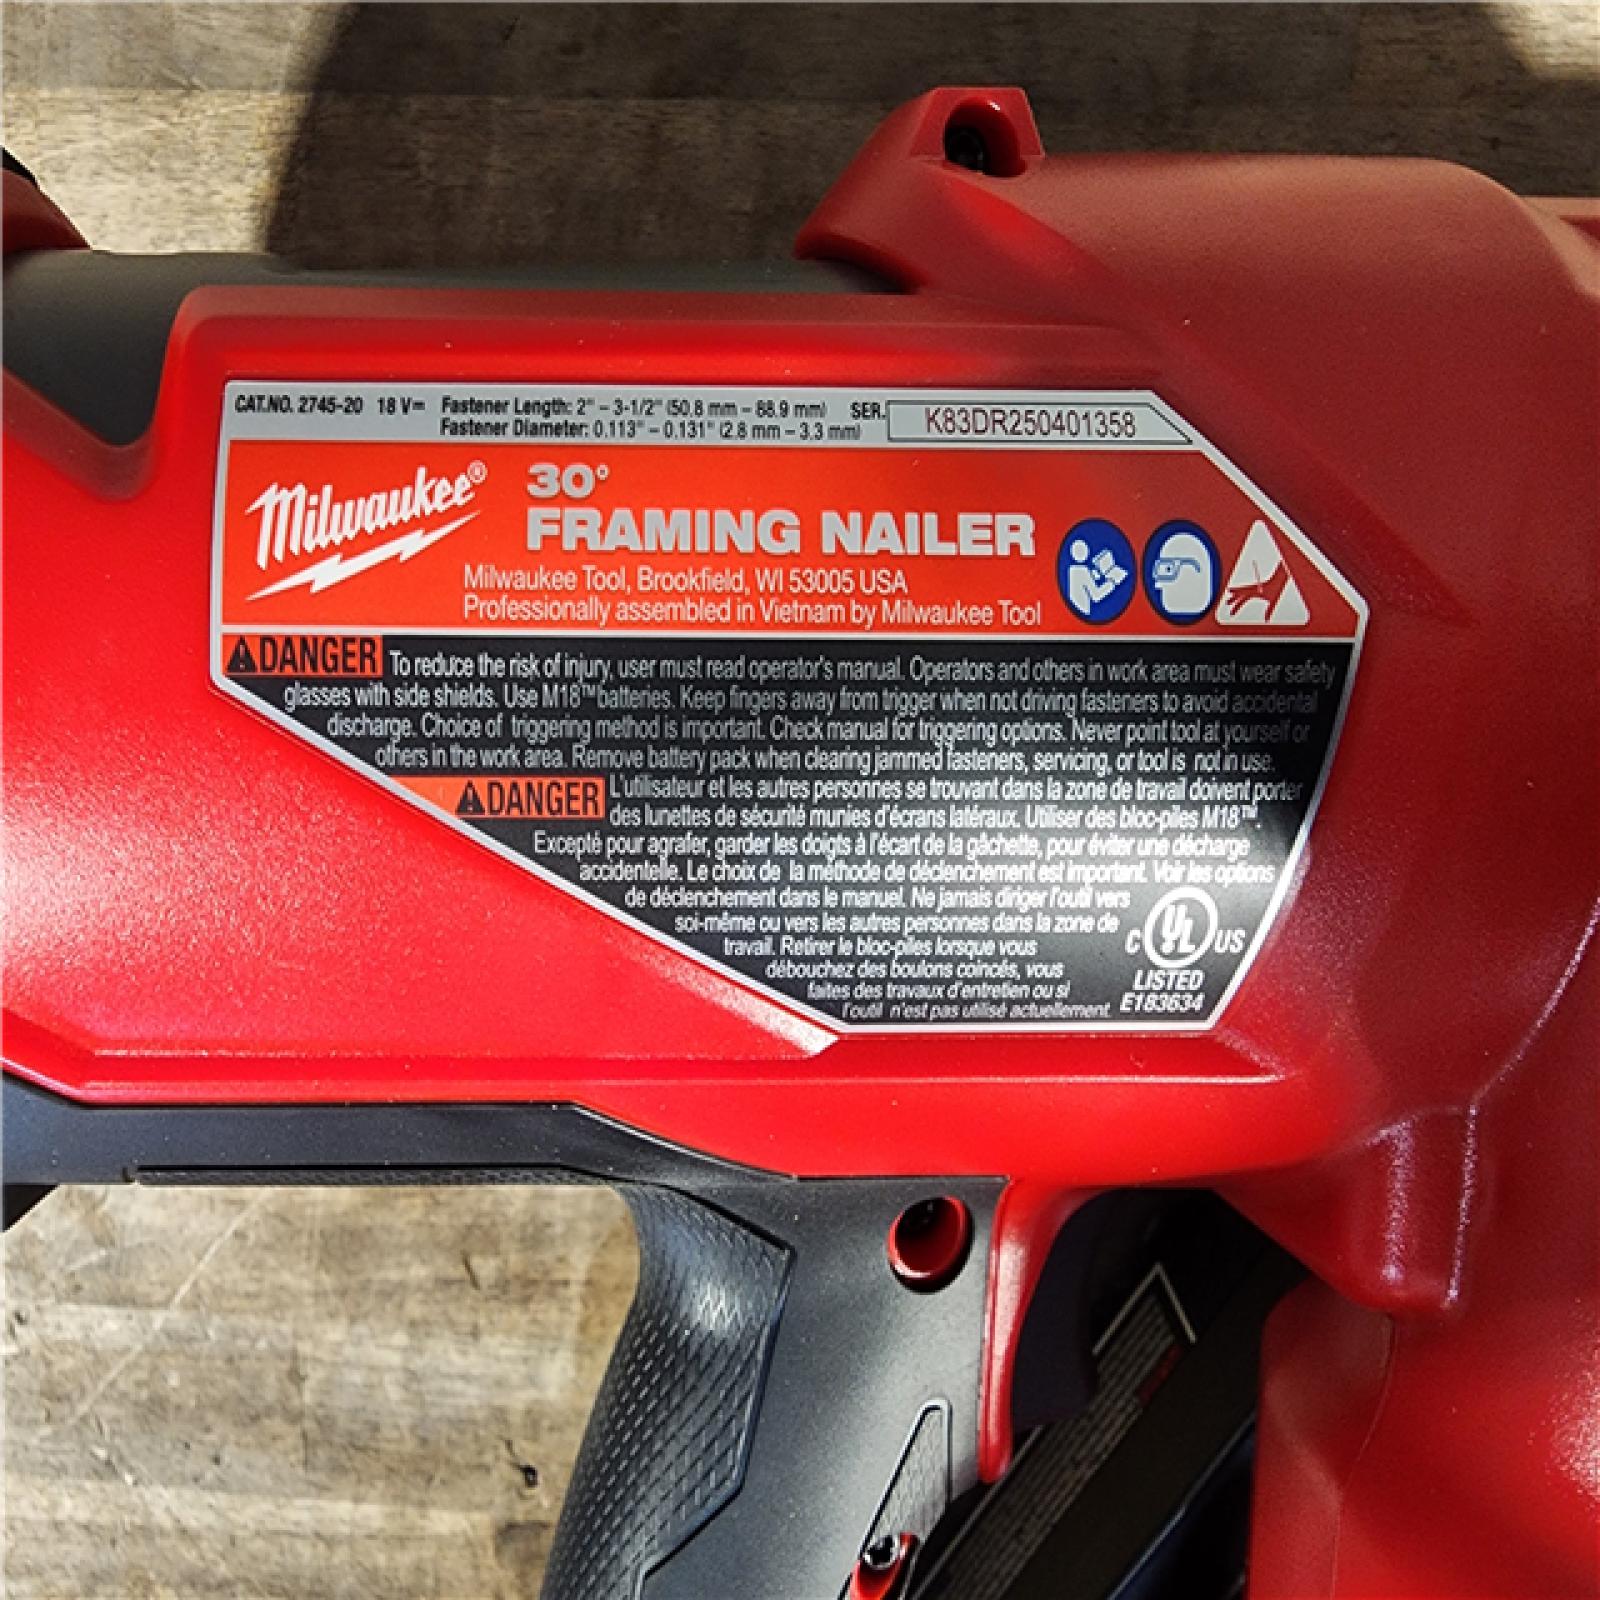 CAT.NO. 2745-20 18 V⎓ Fastener Length: 2" – 3-1/2" (50,8 mm – 88.9 mm) SER. K83DR250401358
Fastener Diameter: 0,113" – 0,131" (2.8 mm – 3.3 mm)
Milwaukee®
30°
FRAMING NAILER
Milwaukee Tool, Brookfield, WI 53005 USA
Professionally assembled in Vietnam by Milwaukee Tool
DANGER To reduce the risk of injury, user must read operator's manual. Operators and others in work area must wear safety
glasses with side shields. Use M18™ batteries. Keep fingers away from trigger when not driving fasteners to avoid accidental
discharge. Choice of triggering method is important. Check manual for triggering options. Never point tool at yourself or
others in the work area. Remove battery pack when clearing jammed fasteners, servicing, or tool is not in use.
DANGER L'utilisateur et les autres personnes se trouvant dans la zone de travail doivent porter
des lunettes de sécurité munies d'écrans latéraux. Utiliser des bloc-piles M18™.
Excepté pour agrafer, garder les doigts à l'écart de la gâchette, pour éviter une décharge
accidentelle. Le choix de la méthode de déclenchement est important. Voir les options
de déclenchement dans le manuel. Ne jamais diriger l'outil vers
soi-même ou vers les autres personnes dans la zone de
travail. Retirer le bloc-piles lorsque vous
débouchez des boulons coincés, vous
faites des travaux d'entretien ou si
l'outil n'est pas utilisé actuellement.
C UL US
LISTED
E183634